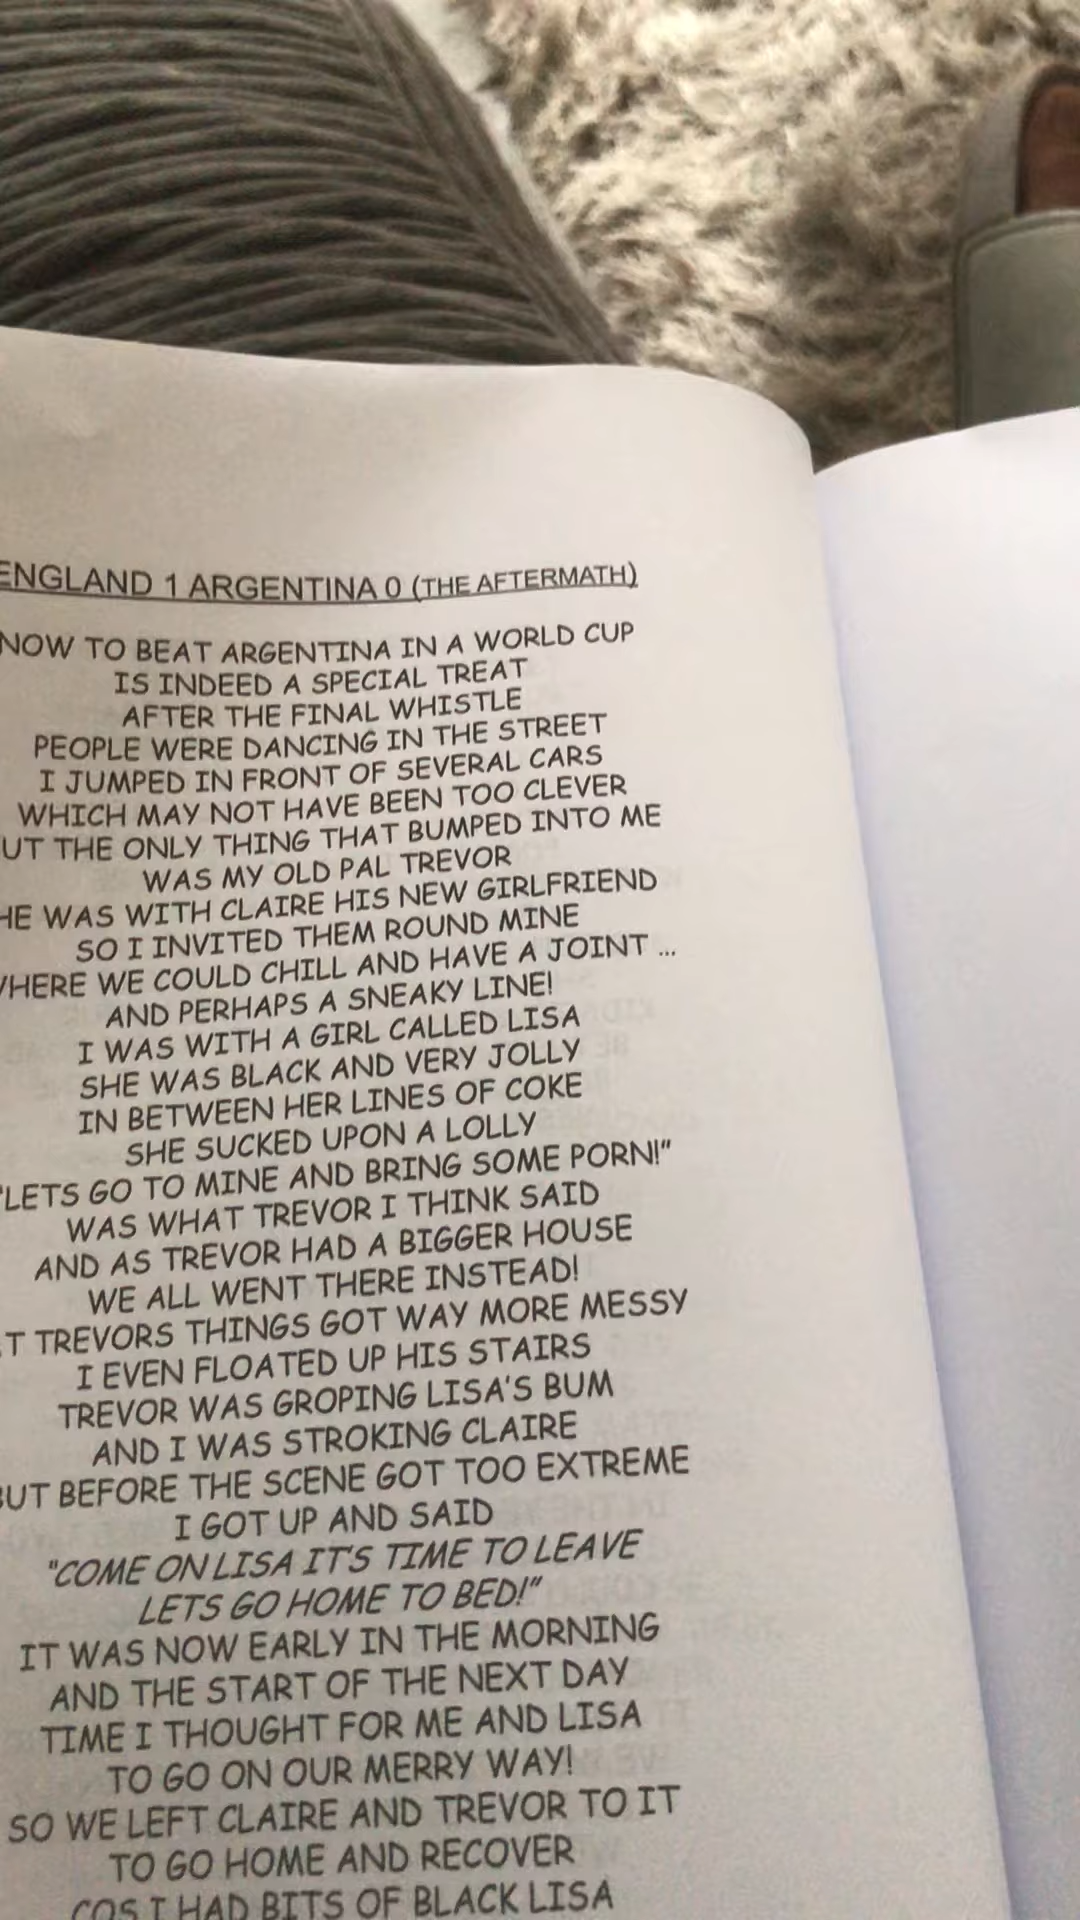 ENGLAND 1 ARGENTINA 0 (THE AFTERMATH)
NOW TO BEAT ARGENTINA IN A WORLD CUP
IS INDEED A SPECIAL TREAT
AFTER THE FINAL WHISTLE
PEOPLE WERE DANCING IN THE STREET
I JUMPED IN FRONT OF SEVERAL CARS
WHICH MAY NOT HAVE BEEN TOO CLEVER
UT THE ONLY THING THAT BUMPED INTO ME
WAS MY OLD PAL TREVOR
HE WAS WITH CLAIRE HIS NEW GIRLFRIEND
SO I INVITED THEM ROUND MINE
WHERE WE COULD CHILL AND HAVE A JOINT ...
AND PERHAPS A SNEAKY LINE!
I WAS WITH A GIRL CALLED LISA
SHE WAS BLACK AND VERY JOLLY
IN BETWEEN HER LINES OF COKE
SHE SUCKED UPON A LOLLY
"LETS GO TO MINE AND BRING SOME PORN!"
WAS WHAT TREVOR I THINK SAID
AND AS TREVOR HAD A BIGGER HOUSE
WE ALL WENT THERE INSTEAD!
T TREVORS THINGS GOT WAY MORE MESSY
I EVEN FLOATED UP HIS STAIRS
TREVOR WAS GROPING LISA'S BUM
AND I WAS STROKING CLAIRE
BUT BEFORE THE SCENE GOT TOO EXTREME
I GOT UP AND SAID
"COME ON LISA IT'S TIME TO LEAVE
LETS GO HOME TO BED!"
IT WAS NOW EARLY IN THE MORNING
AND THE START OF THE NEXT DAY
TIME I THOUGHT FOR ME AND LISA
TO GO ON OUR MERRY WAY!
SO WE LEFT CLAIRE AND TREVOR TO IT
TO GO HOME AND RECOVER
COS I HAD BITS OF BLACK LISA